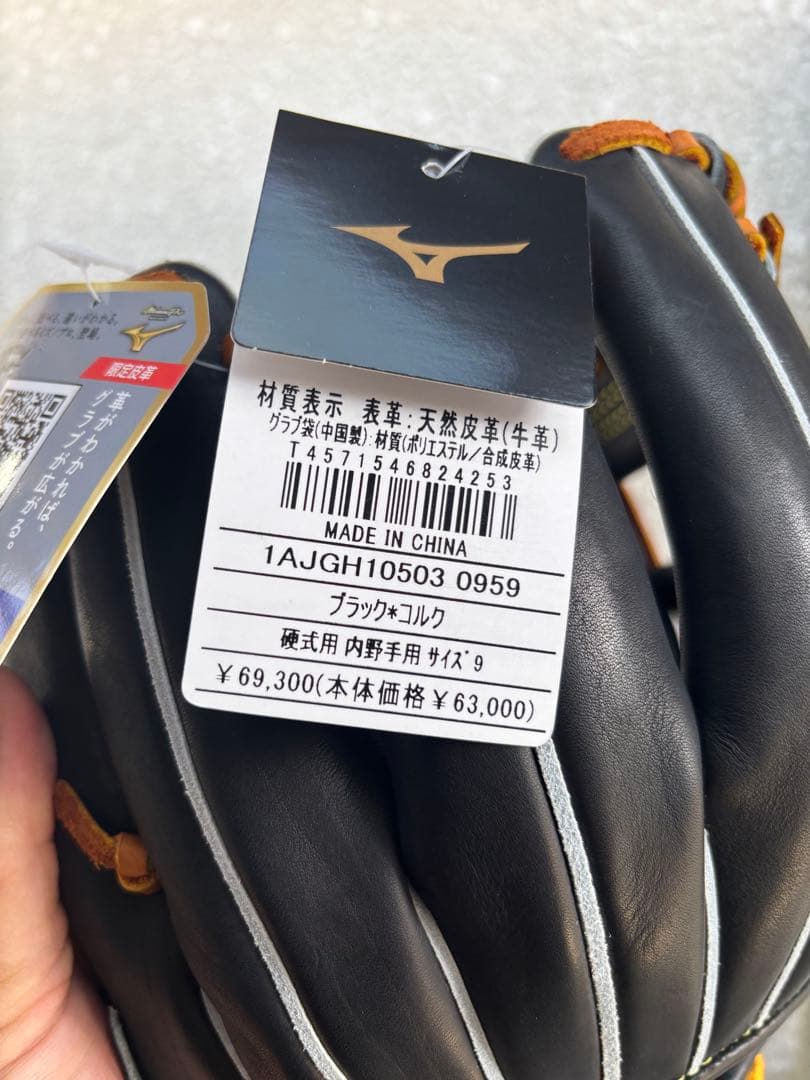 材質表示 表革:天然皮革(牛革)
グラブ袋(中国製):材質(ポリエステル/合成皮革)
T4571546824253
MADE IN CHINA
1AJGH10503 0959
ブラック*コルク
硬式用 内野手用 サイズ9
¥69,300(本体価格¥63,000)
限定皮革
革がわかれば、
グラブが広がる。